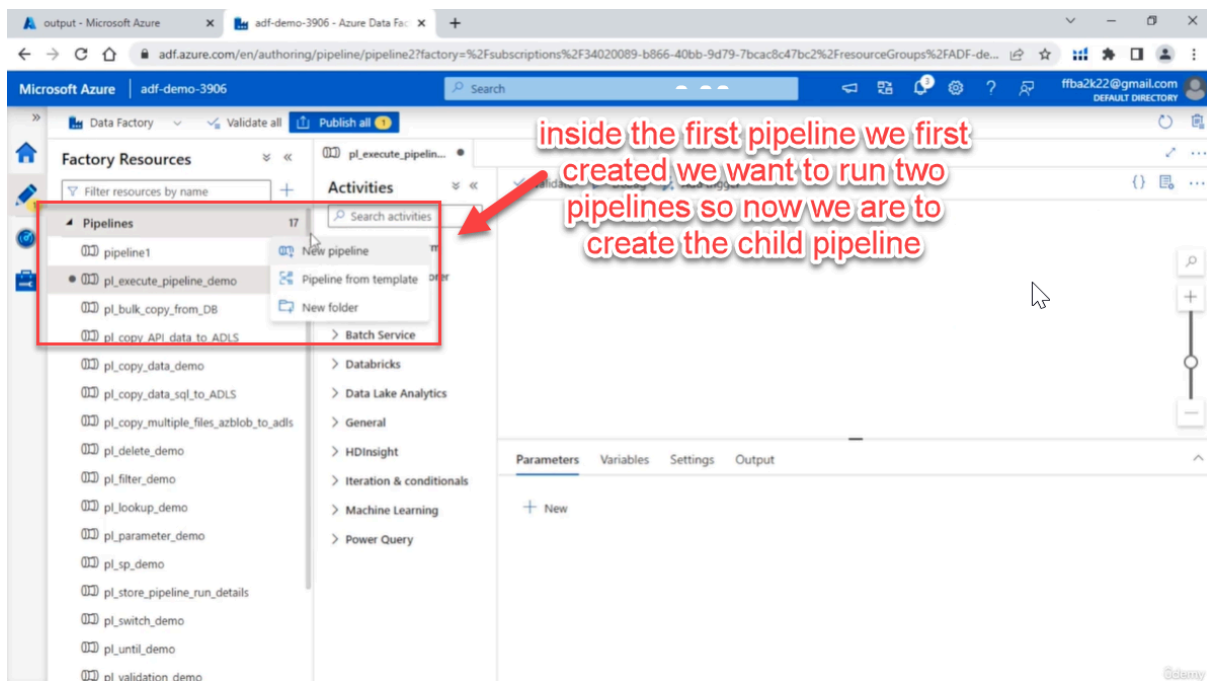 output - Microsoft Azure
adf-demo-3906 - Azure Data Fac
adf.azure.com/en/authoring/pipeline/pipeline2?factory=%2Fsubscriptions%2F34020089-b866-40bb-9d79-7bcac8c47bc2%2FresourceGroups%2FADF-de...
Microsoft Azure
adf-demo-3906
Search
3
ffba2k22@gmail.com
DEFAULT DIRECTORY
Data Factory
Validate all
Publish all 1
Factory Resources
Filter resources by name
Pipelines 17
pipeline1
pl_execute_pipeline_demo
pl_bulk_copy_from_DB
pl_copy_API_data_to_ADLS
pl_copy_data_demo
pl_copy_data_sql_to_ADLS
pl_copy_multiple_files_azblob_to_adls
pl_delete_demo
pl_filter_demo
pl_lookup_demo
pl_parameter_demo
pl_sp_demo
pl_store_pipeline_run_details
pl_switch_demo
pl_until_demo
pl_validation_demo
New pipeline
Pipeline from template
New folder
pl_execute_pipelin...
Activities
Search activities
Batch Service
Databricks
Data Lake Analytics
General
HDInsight
Iteration & conditionals
Machine Learning
Power Query
inside the first pipeline we first
created we want to run two
pipelines so now we are to
create the child pipeline
Parameters
Variables
Settings
Output
New
ûdemy